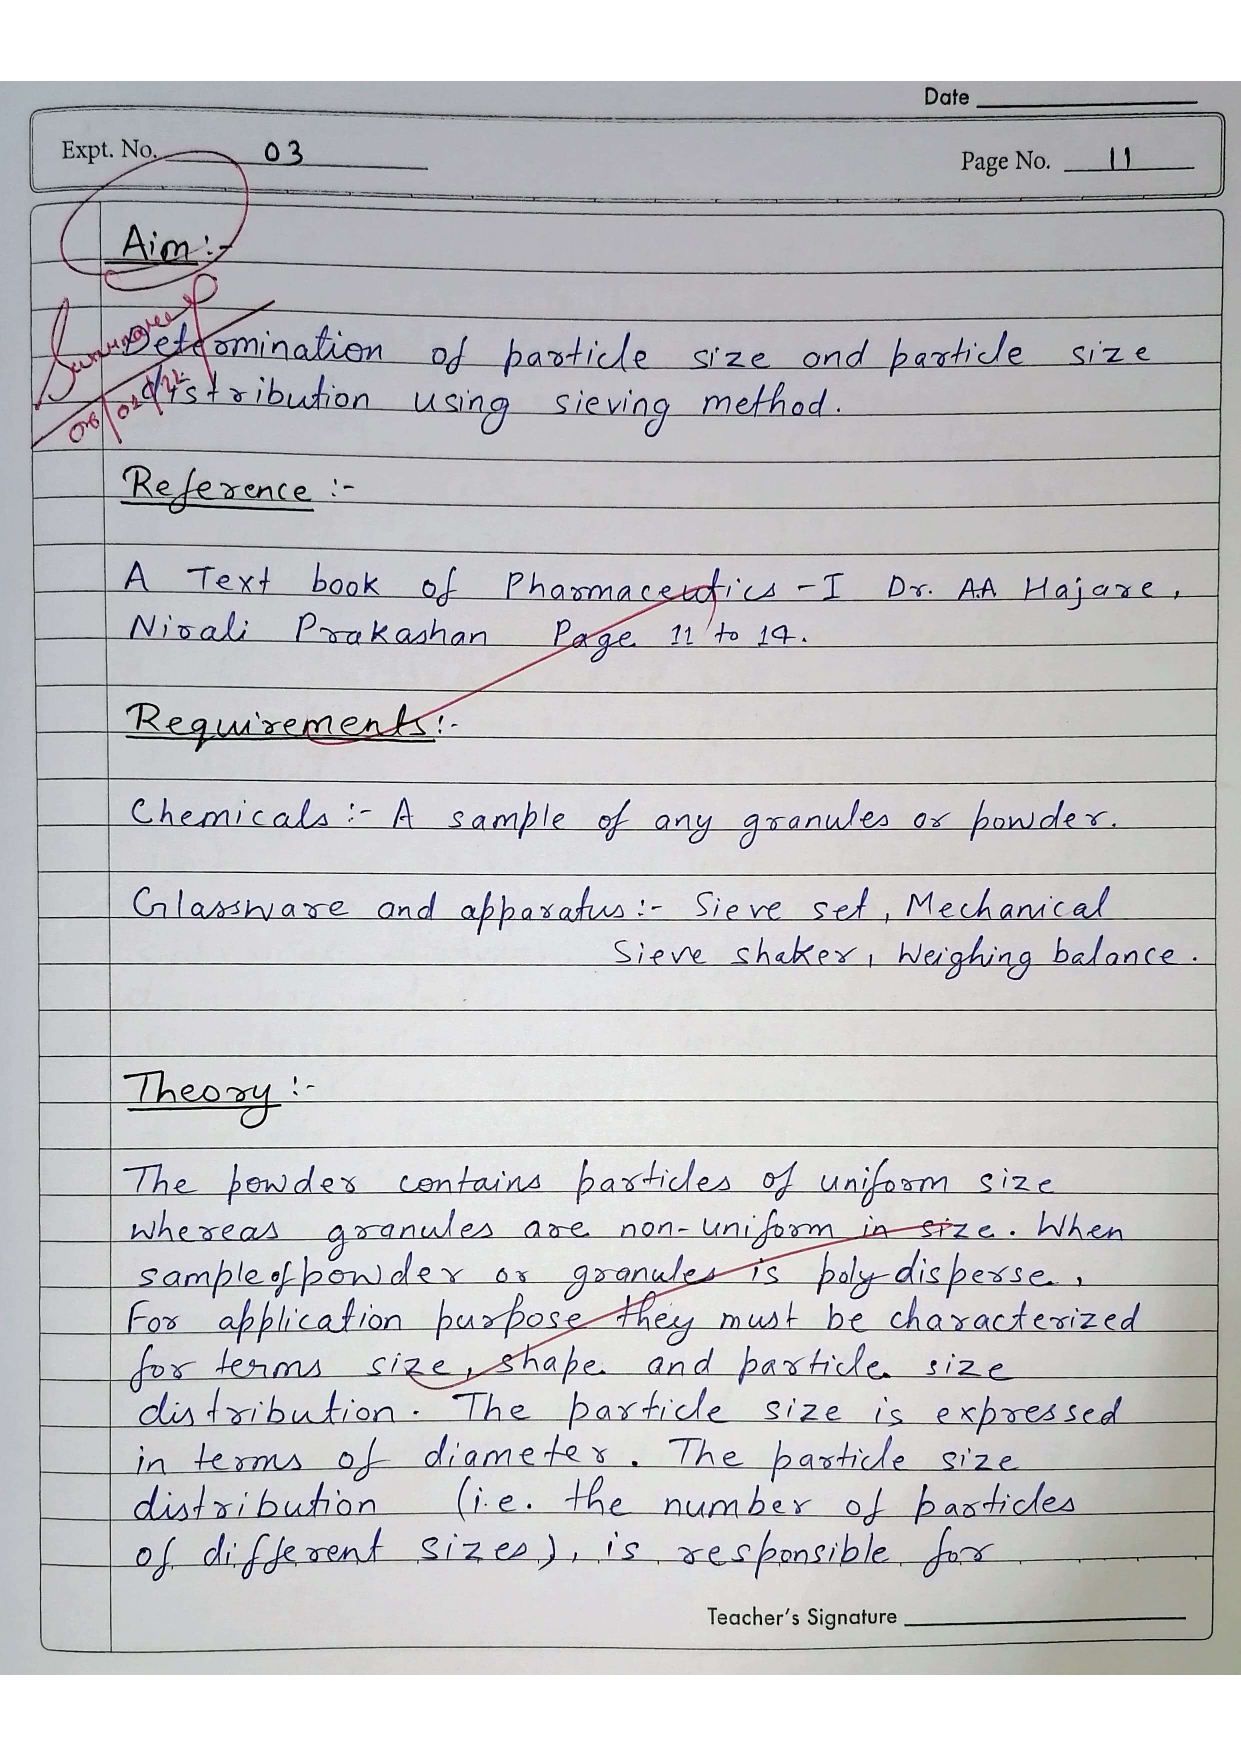 Date
Expt. No. 03
Page No. 11
Aim :-
Determination of particle size and particle size
distribution using sieving method.
06/02/22
Reference :-
A Text book of Pharmaceutics - I Dr. A.A Hajare,
Nirali Prakashan Page 11 to 14.
Requirements :-
Chemicals :- A sample of any granules or powder.
Glassware and apparatus :- Sieve set, Mechanical
Sieve shaker, Weighing balance.
Theory :-
The powder contains particles of uniform size
whereas granules are non-uniform in size. When
sample of powder or granules is polydisperse,
For application purpose they must be characterized
for terms size, shape and particle size
distribution. The particle size is expressed
in terms of diameter. The particle size
distribution (i.e. the number of particles
of different sizes), is responsible for
Teacher's Signature